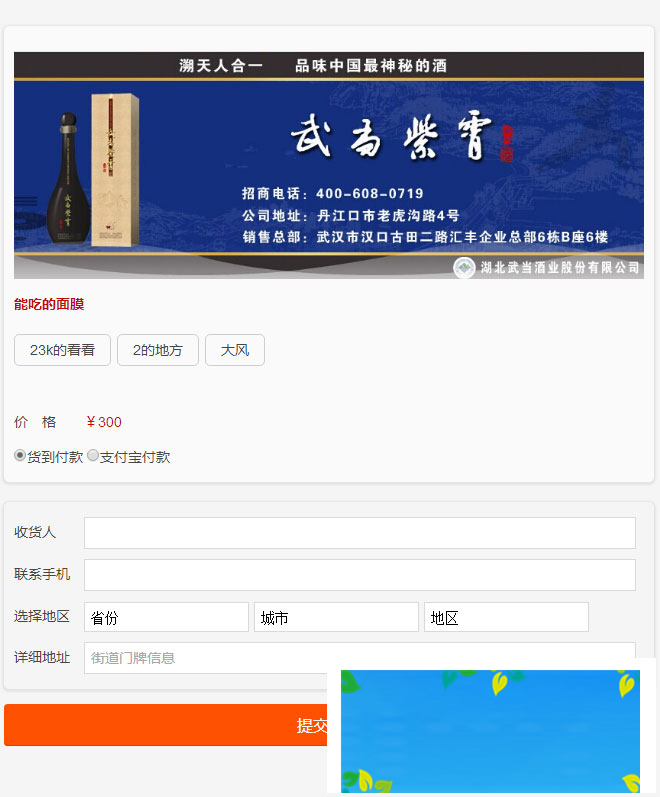 溯天人合一 品味中国最神秘的酒
武当紫霄
武当紫霄
招商电话：400-608-0719
公司地址：丹江口市老虎沟路4号
销售总部：武汉市汉口古田二路汇丰企业总部6栋B座6楼
湖北武当酒业股份有限公司
能吃的面膜
23k的看看 2的地方 大风
价 格 ￥300
货到付款 支付宝付款
收货人
联系手机
选择地区 省份 城市 地区
详细地址 街道门牌信息
提交